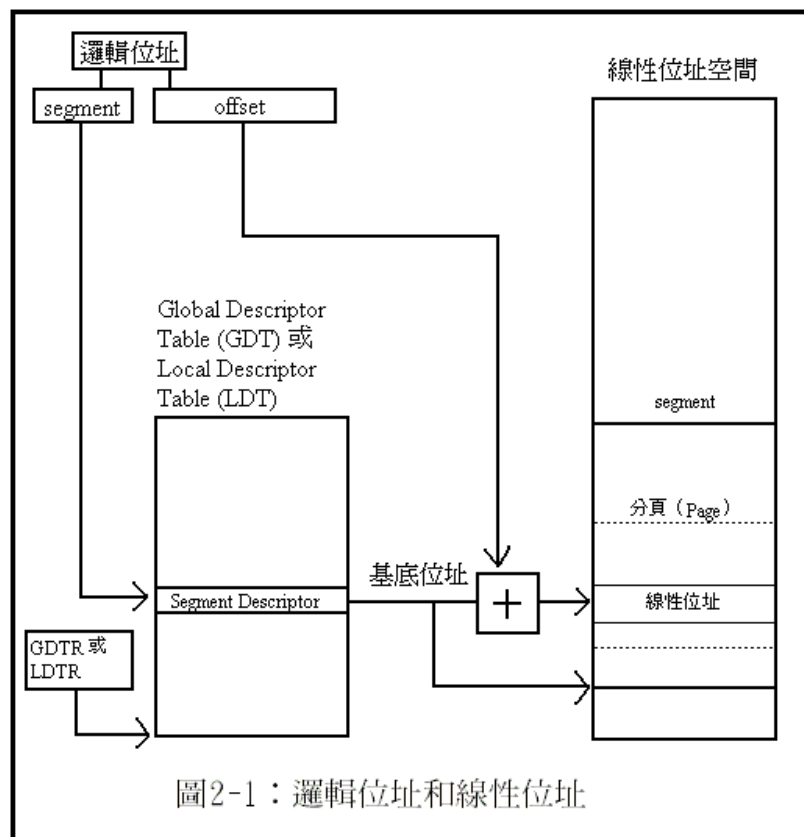 邏輯位址
segment
offset
線性位址空間
Global Descriptor
Table (GDT) 或
Local Descriptor
Table (LDT)
segment
分頁（Page）
基底位址
Segment Descriptor
+
線性位址
GDTR 或
LDTR
圖2-1：邏輯位址和線性位址